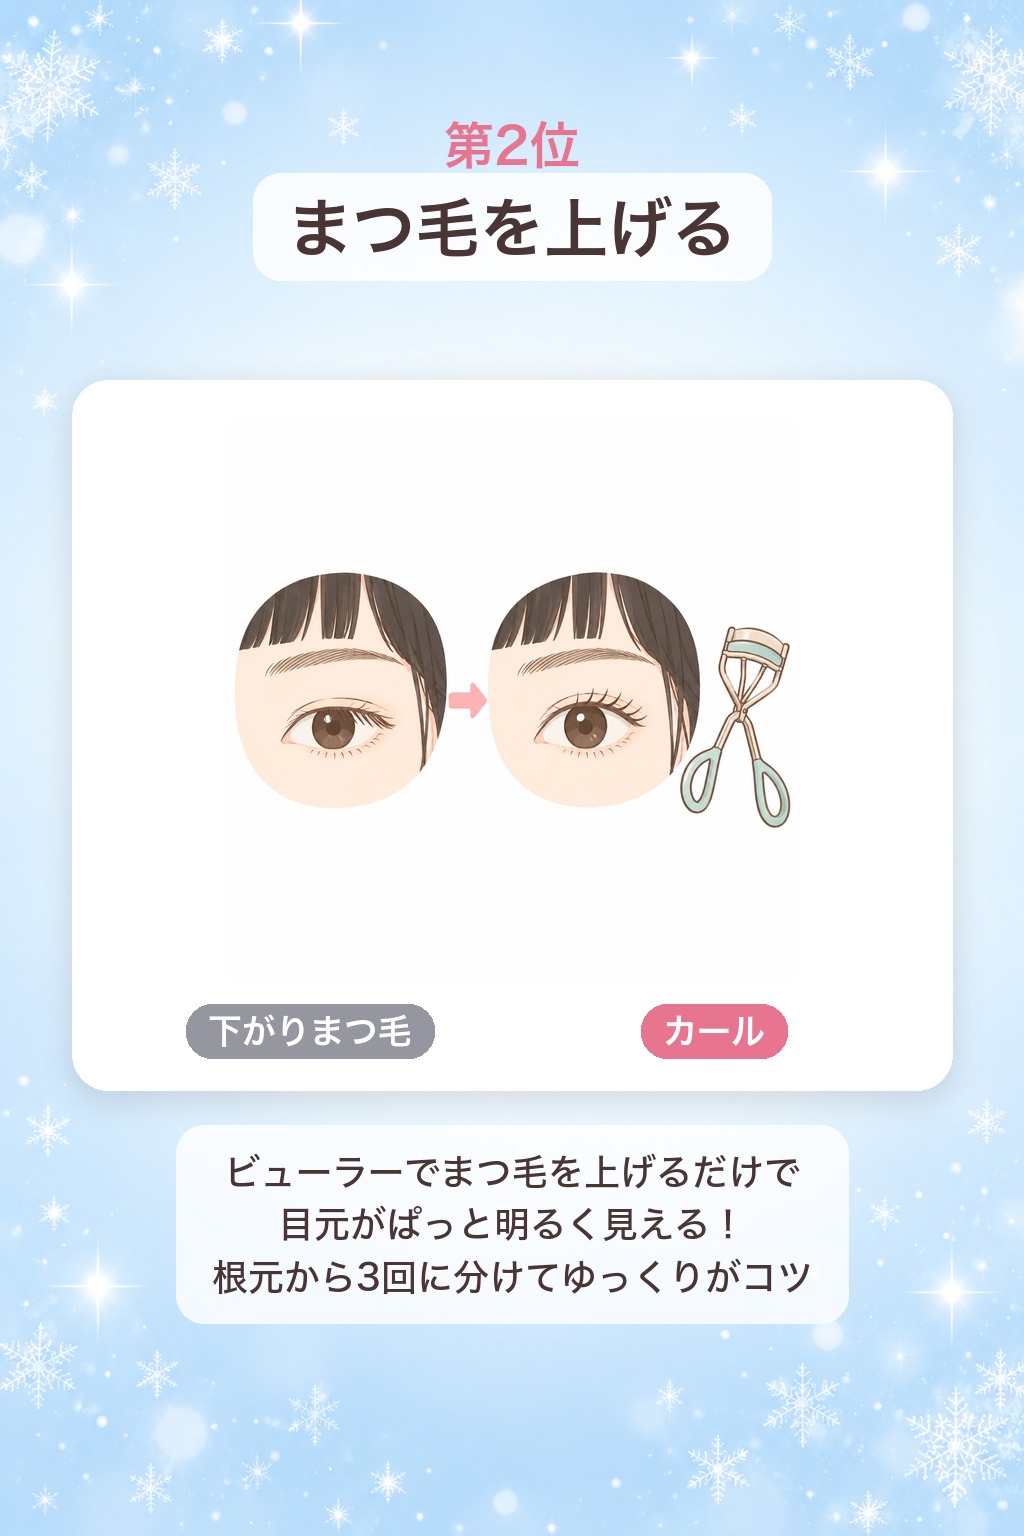 第2位
まつ毛を上げる
下がりまつ毛
カール
ビューラーでまつ毛を上げるだけで
目元がぱっと明るく見える！
根元から3回に分けてゆっくりがコツ